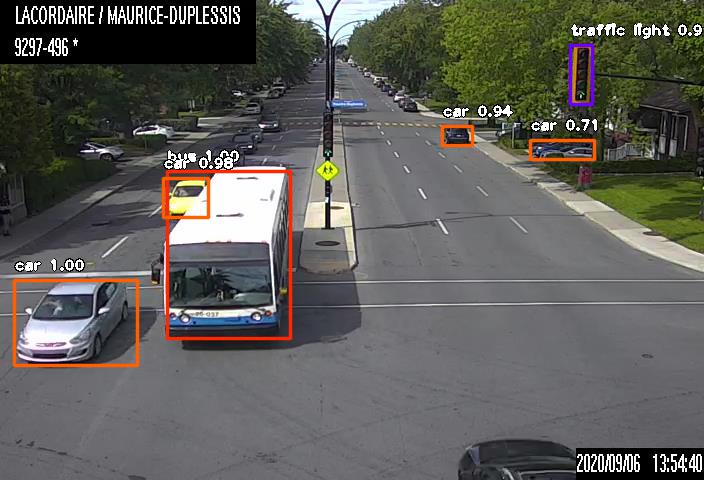 LACORDAIRE / MAURICE-DUPLESSIS
9297-496 *
traffic light 0.9
car 0.94
car 0.71
bus 1.00
car 0.98
car 1.00
2020/09/06 13:54:40